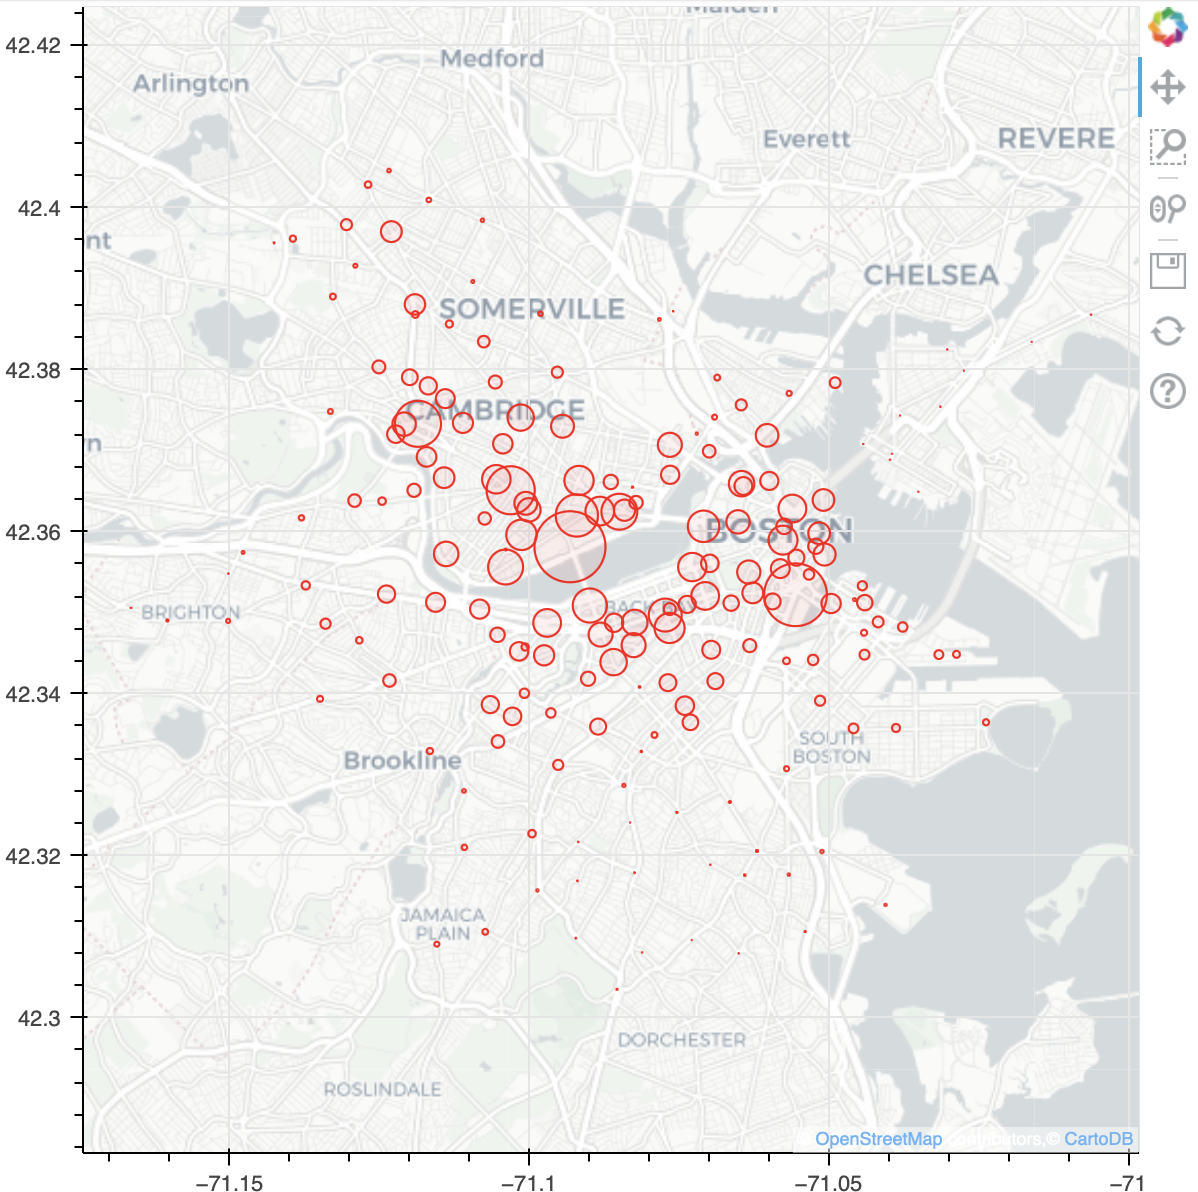 Malden
42.42
Medford
Arlington
Everett
REVERE
42.4
nt
CHELSEA
SOMERVILLE
42.38
CAMBRIDGE
n
42.36
BOSTON
BACK BAY
BRIGHTON
42.34
SOUTH
BOSTON
Brookline
42.32
JAMAICA
PLAIN
42.3
DORCHESTER
ROSLINDALE
OpenStreetMap contributors,© CartoDB
−71.15
−71.1
−71.05
−71